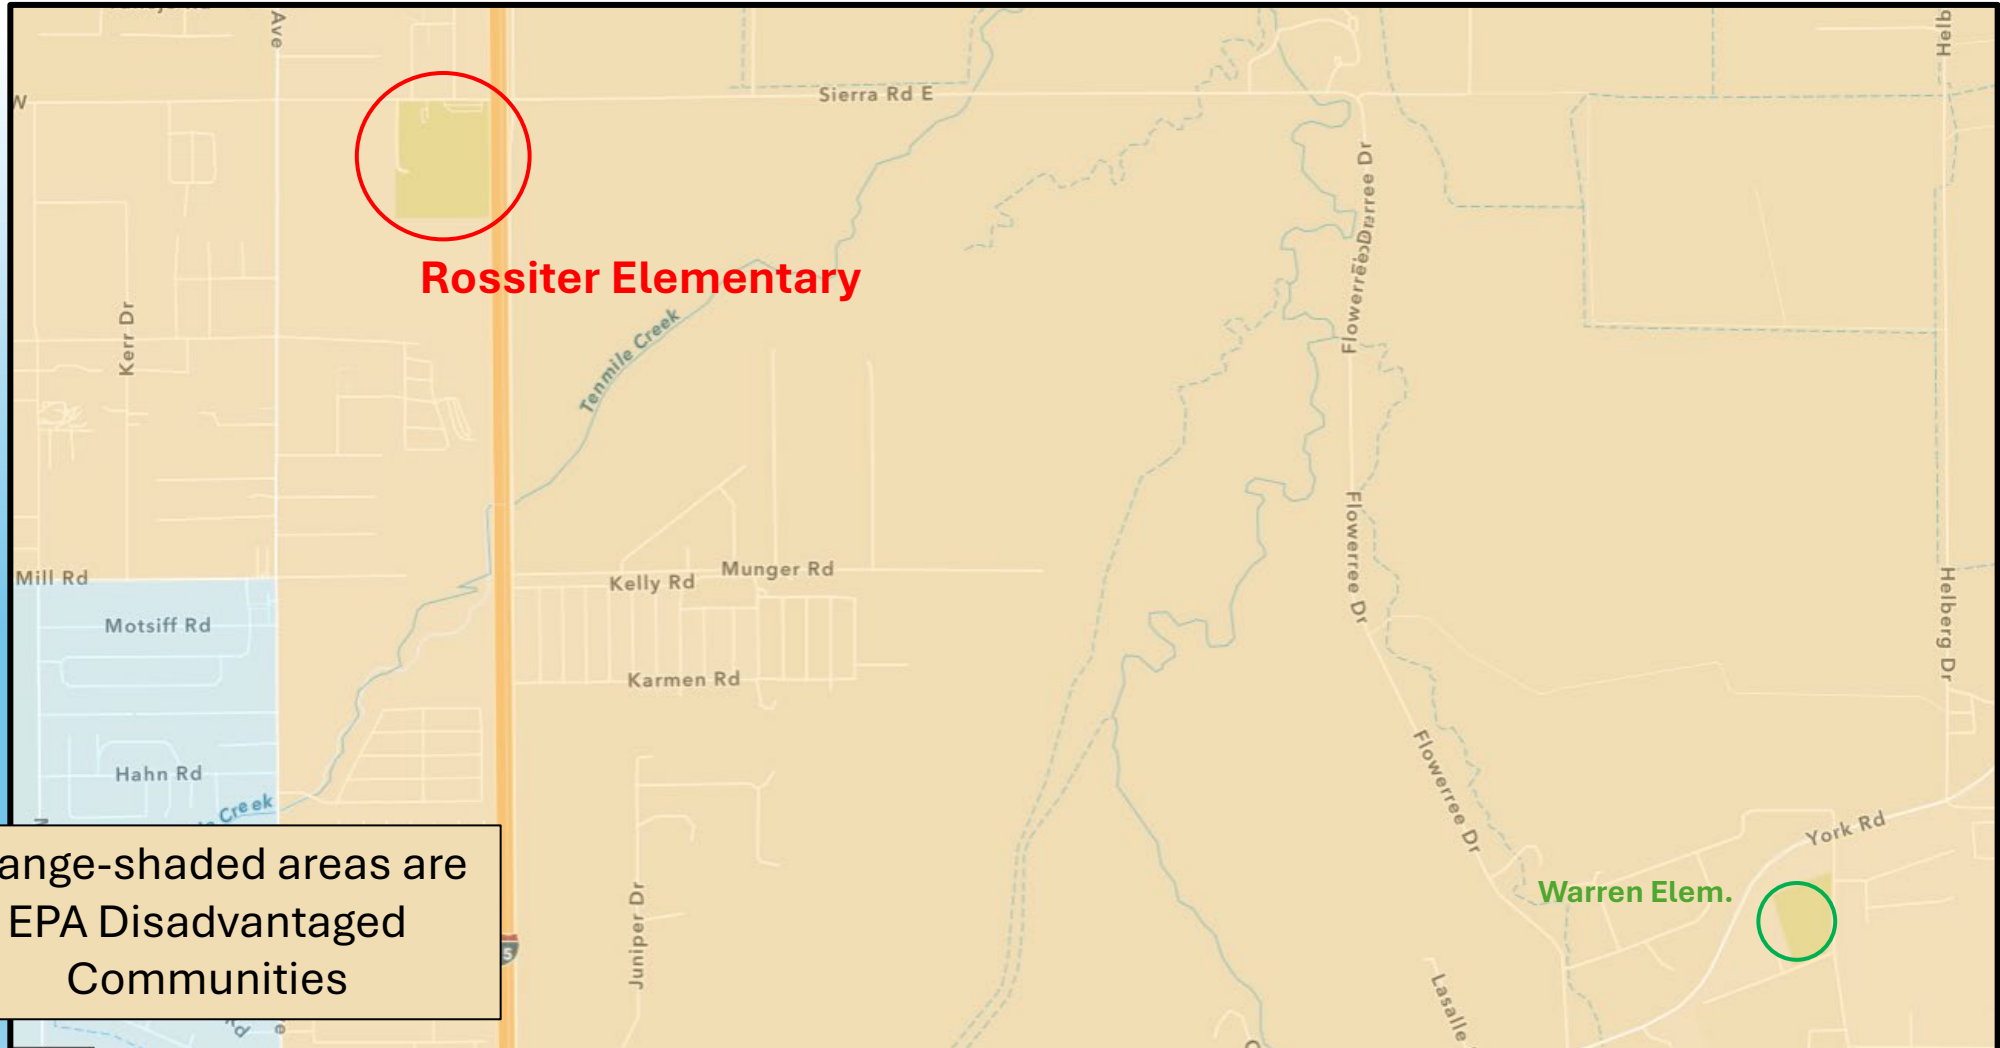 Ave
Helb
W
Sierra Rd E
Flowerree Dr
Rossiter Elementary
Kerr Dr
Tenmile Creek
Flowerree Dr
Mill Rd
Kelly Rd
Munger Rd
Motsiff Rd
Karmen Rd
Helberg Dr
Hahn Rd
Creek
Flowerree Dr
York Rd
ange-shaded areas are
EPA Disadvantaged
Communities
Juniper Dr
5
Warren Elem.
Lasalle